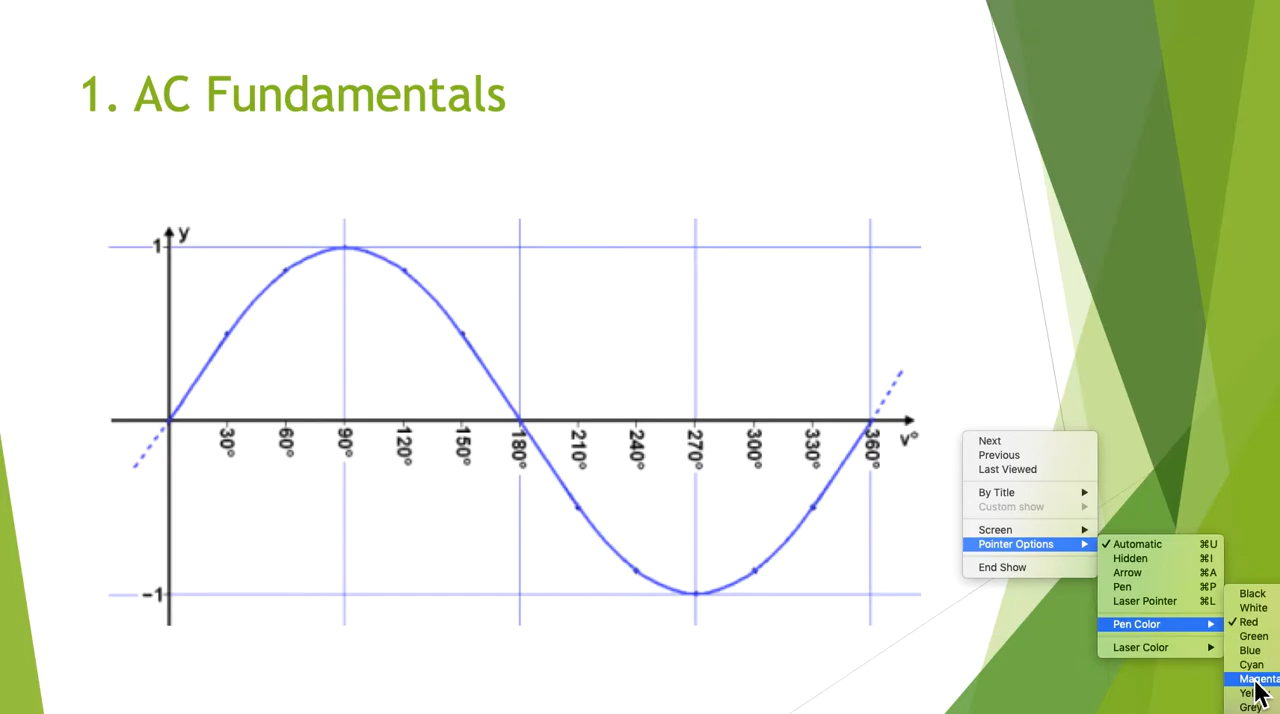 1. AC Fundamentals
y
1
30°
60°
90°
120°
150°
180°
210°
240°
270°
300°
330°
360°
v°
-1
Next
Previous
Last Viewed
By Title
Custom show
Screen
Pointer Options
End Show
✓ Automatic ⌘U
Hidden ⌘I
Arrow ⌘A
Pen ⌘P
Laser Pointer ⌘L
Pen Color
Laser Color
Black
White
✓ Red
Green
Blue
Cyan
Magenta
Grey